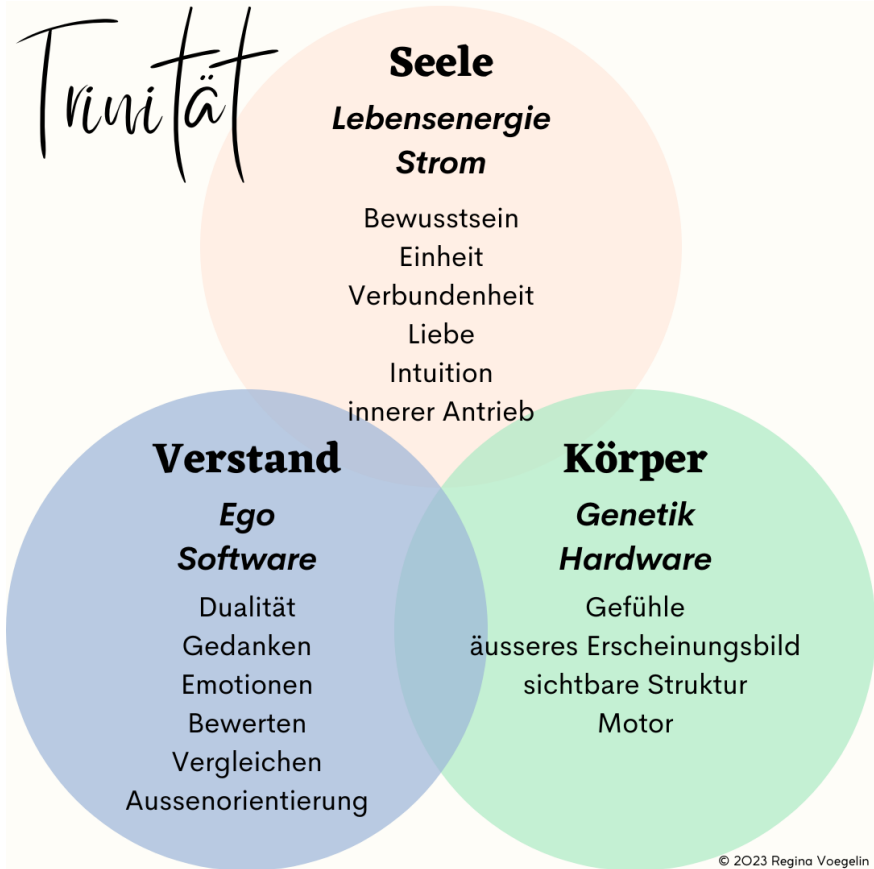 Trinität
Seele
Lebensenergie
Strom
Bewusstsein
Einheit
Verbundenheit
Liebe
Intuition
innerer Antrieb
Verstand
Ego
Software
Dualität
Gedanken
Emotionen
Bewerten
Vergleichen
Aussenorientierung
Körper
Genetik
Hardware
Gefühle
äusseres Erscheinungsbild
sichtbare Struktur
Motor
© 2023 Regina Voegelin